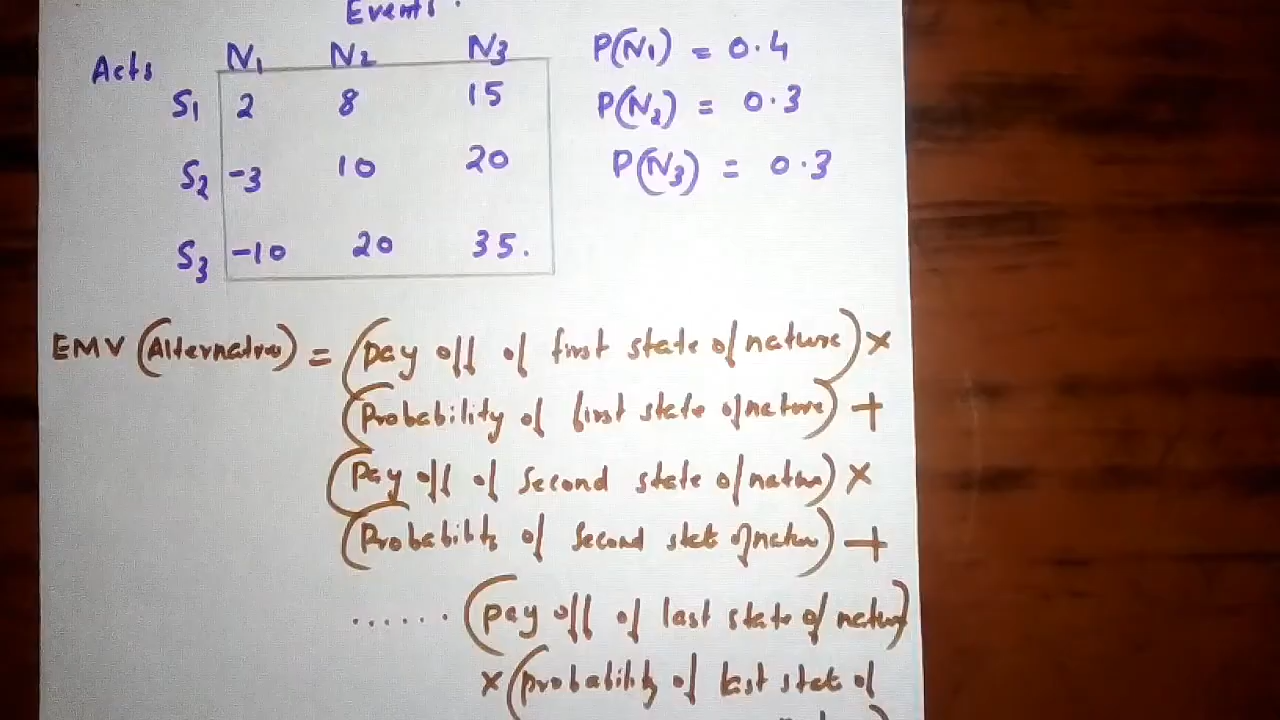 Events.
Acts N1 N2 N3 P(N1) = 0.4
S1 2 8 15 P(N2) = 0.3
S2 -3 10 20 P(N3) = 0.3
S3 -10 20 35.
EMV (Alternatives) = (Pay off of first state of nature) ×
(Probability of first state of nature) +
(Pay off of second state of nature) ×
(Probability of second state of nature) +
...... (pay off of last state of nature)
× (probability of last state of